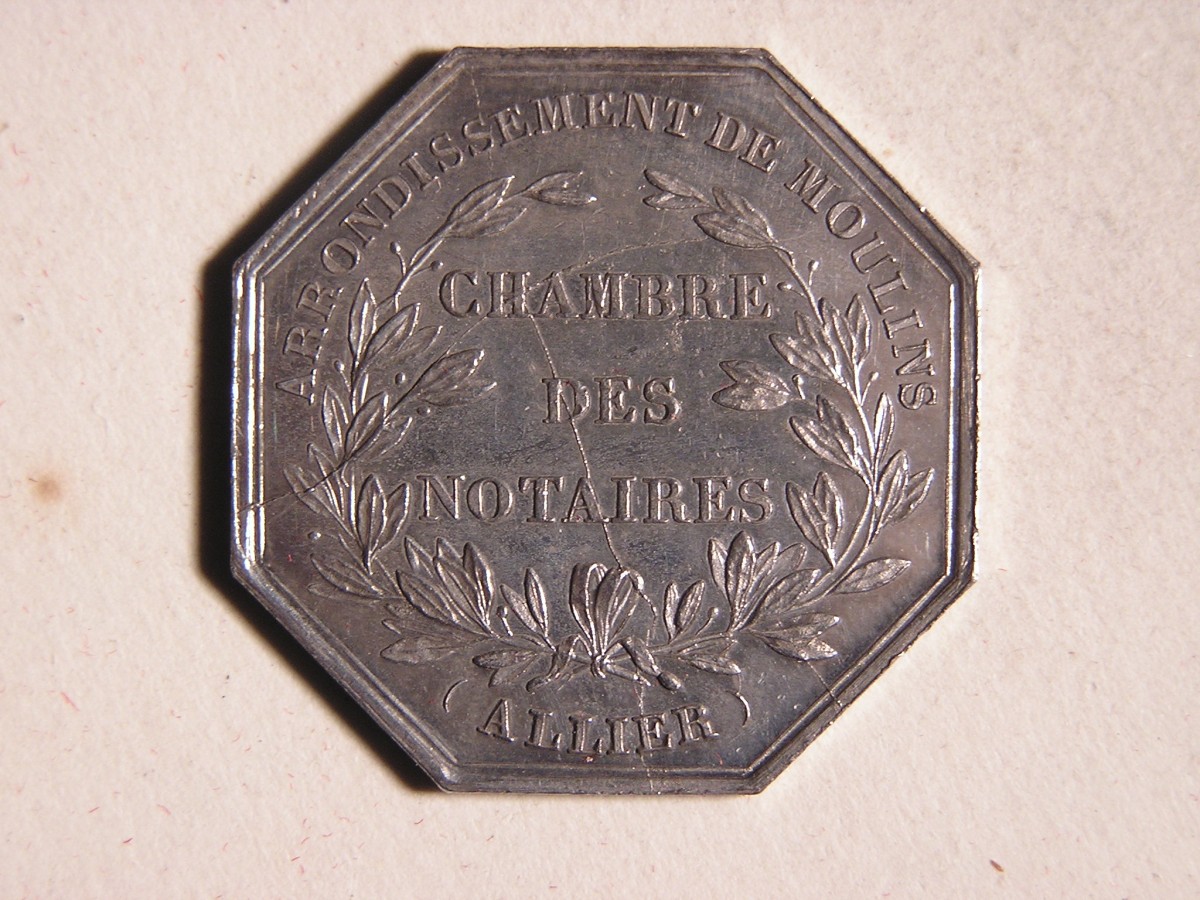 ARRONDISSEMENT DE MOULINS
CHAMBRE
DES
NOTAIRES
(ALLIER)